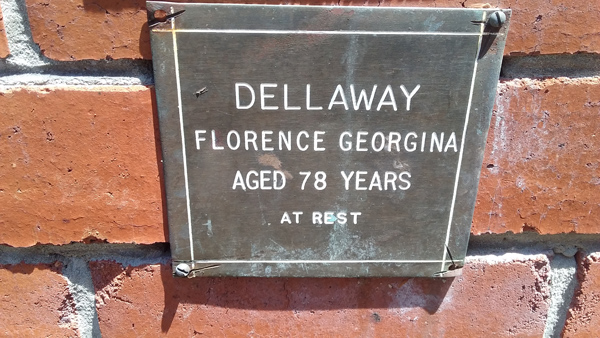 DELLAWAY
FLORENCE GEORGINA
AGED 78 YEARS
AT REST